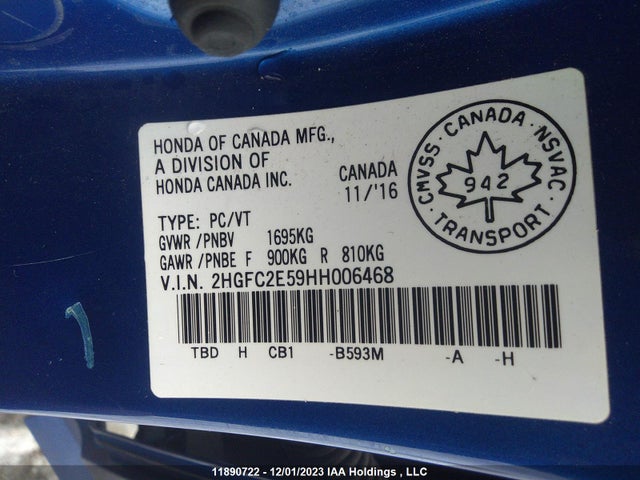 HONDA OF CANADA MFG.,
A DIVISION OF
HONDA CANADA INC.
CANADA
11/'16
TYPE: PC/VT
GVWR /PNBV 1695KG
GAWR /PNBE F 900KG R 810KG
V.I.N. 2HGFC2E59HH006468
TBD H CB1 -B593M -A -H
CMVSS · CANADA · NSVAC
942
· TRANSPORT ·
11890722 - 12/01/2023 IAA Holdings , LLC